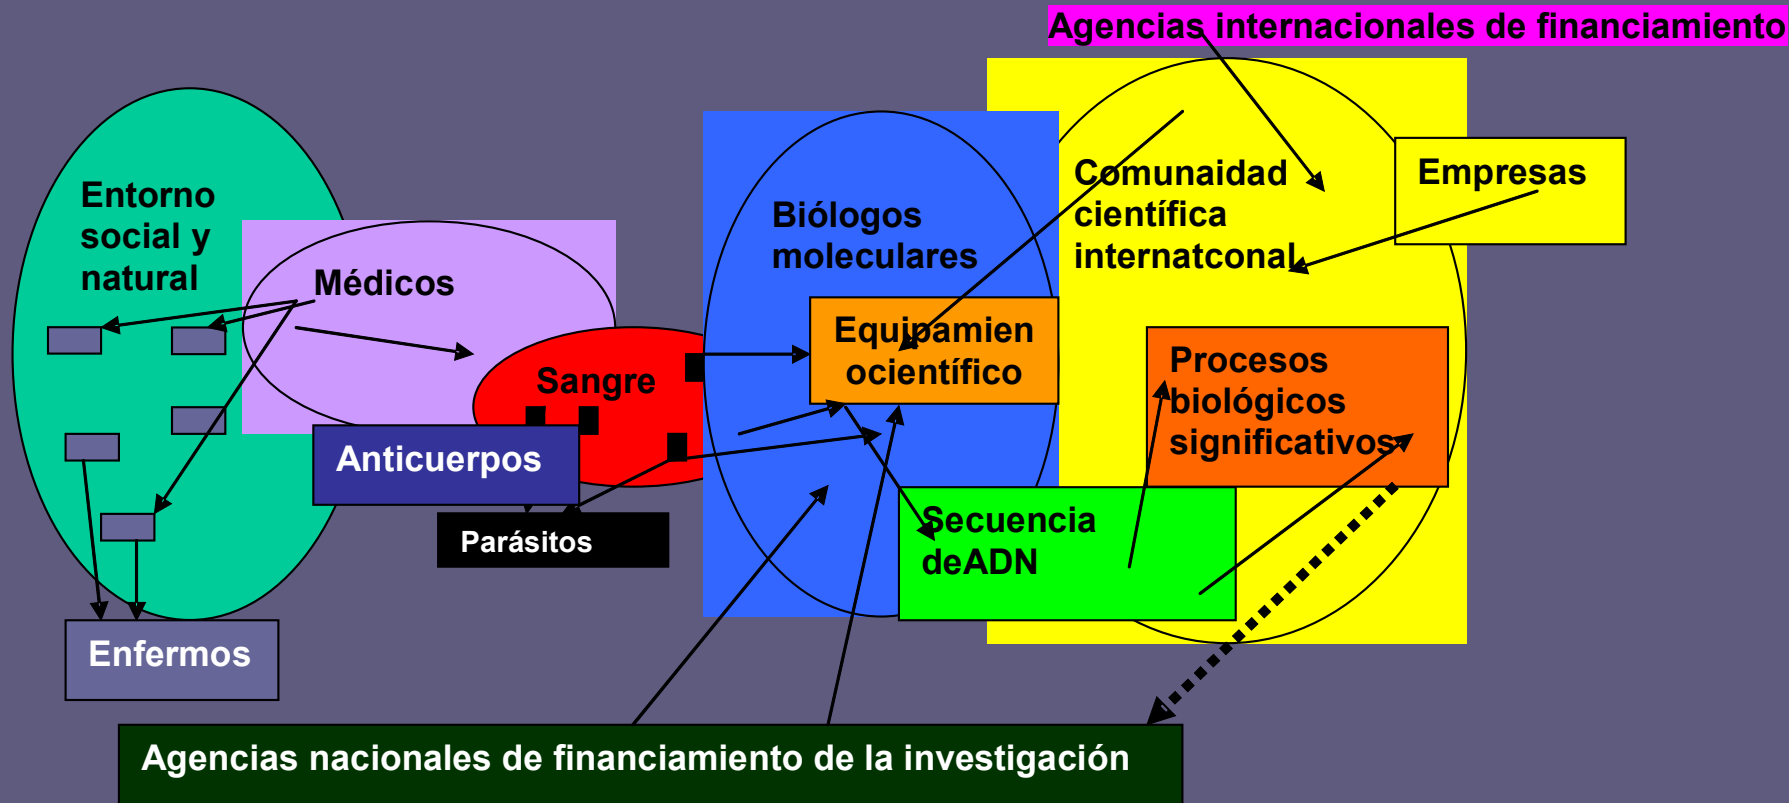 Agencias internacionales de financiamiento
Entorno
social y
natural
Médicos
Sangre
Anticuerpos
Parásitos
Enfermos
Biólogos
moleculares
Equipamien
ocientífico
Secuencia
deADN
Comunaidad
científica
internatconal
Empresas
Procesos
biológicos
significativos
Agencias nacionales de financiamiento de la investigación